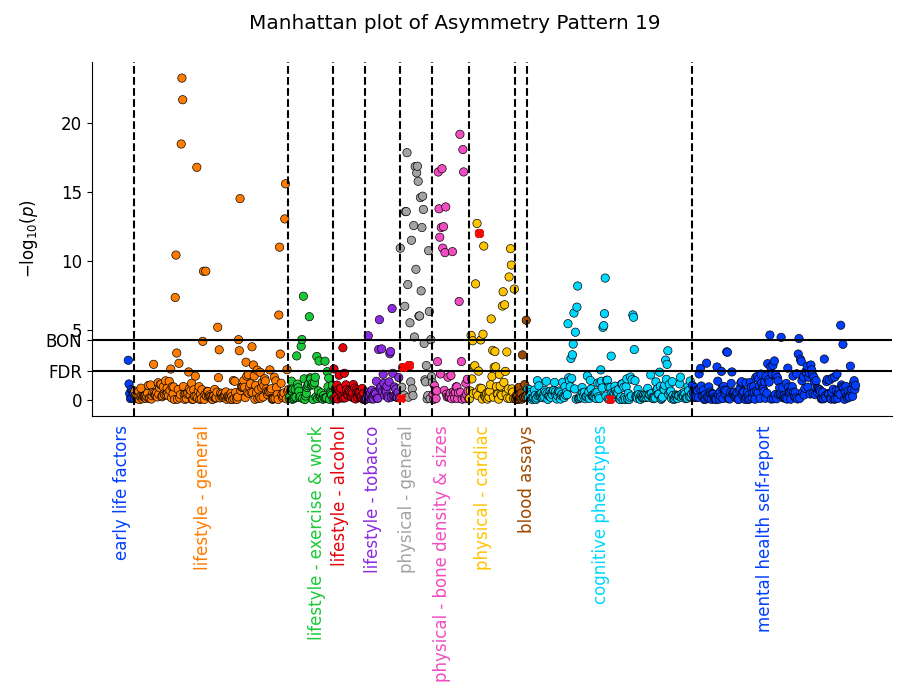 Manhattan plot of Asymmetry Pattern 19
−log10(p)
20
15
10
5
BON
FDR
0
early life factors
lifestyle - general
lifestyle - exercise & work
lifestyle - alcohol
lifestyle - tobacco
physical - general
physical - bone density & sizes
physical - cardiac
blood assays
cognitive phenotypes
mental health self-report